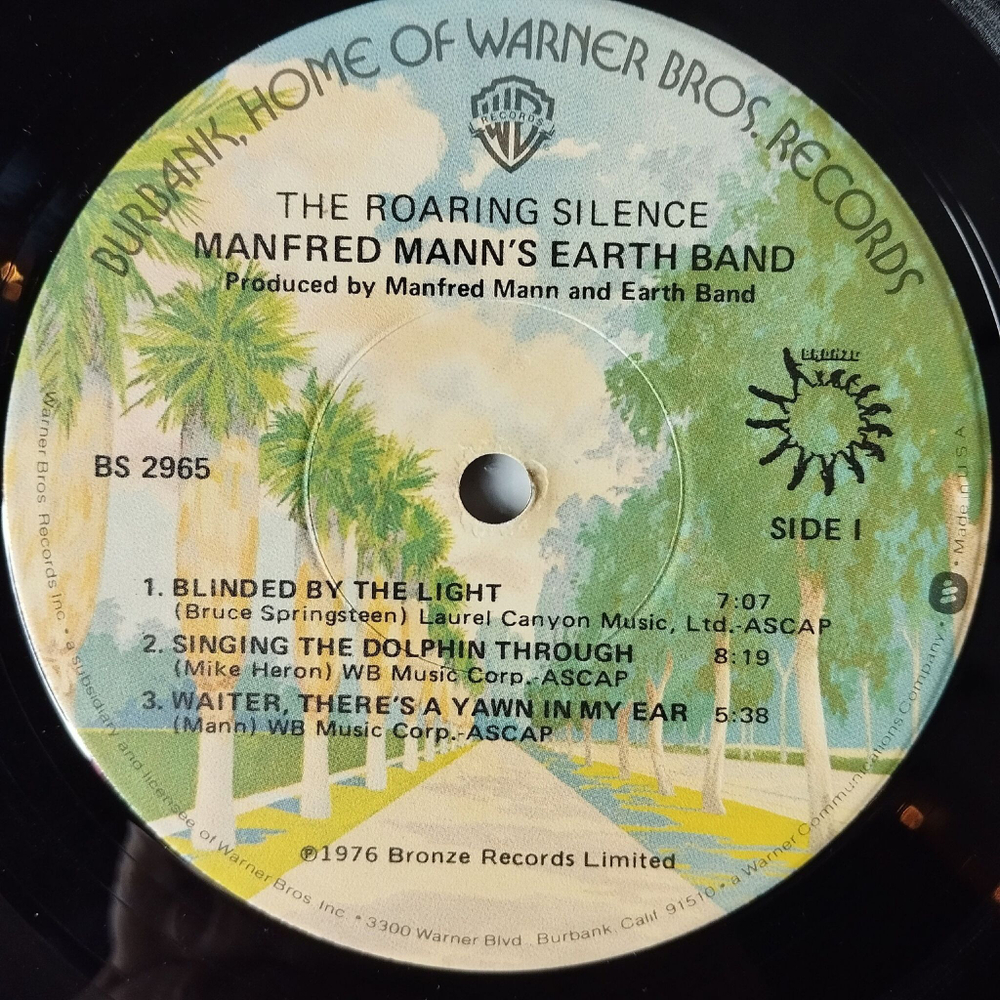 BURBANK, HOME OF WARNER BROS. RECORDS
W B
RECORDS
THE ROARING SILENCE
MANFRED MANN'S EARTH BAND
Produced by Manfred Mann and Earth Band
BRONZE
BS 2965
SIDE I
1. BLINDED BY THE LIGHT 7:07
(Bruce Springsteen) Laurel Canyon Music, Ltd.-ASCAP
2. SINGING THE DOLPHIN THROUGH 8:19
(Mike Heron) WB Music Corp.-ASCAP
3. WAITER, THERE'S A YAWN IN MY EAR 5:38
(Mann) WB Music Corp.-ASCAP
℗1976 Bronze Records Limited
Warner Bros Records Inc. • a subsidiary and licensee of Warner Bros. Inc. • 3300 Warner Blvd., Burbank, Calif. 91510 • a Warner Communications Company • Made in U.S.A.